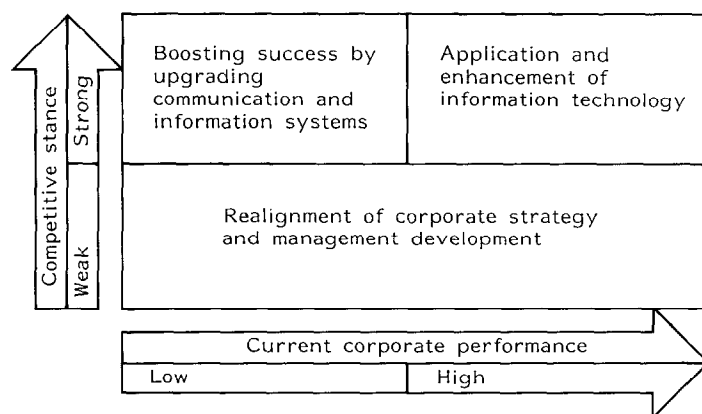 Competitive stance
Strong
Weak
Boosting success by
upgrading
communication and
information systems
Application and
enhancement of
information technology
Realignment of corporate strategy
and management development
Current corporate performance
Low
High